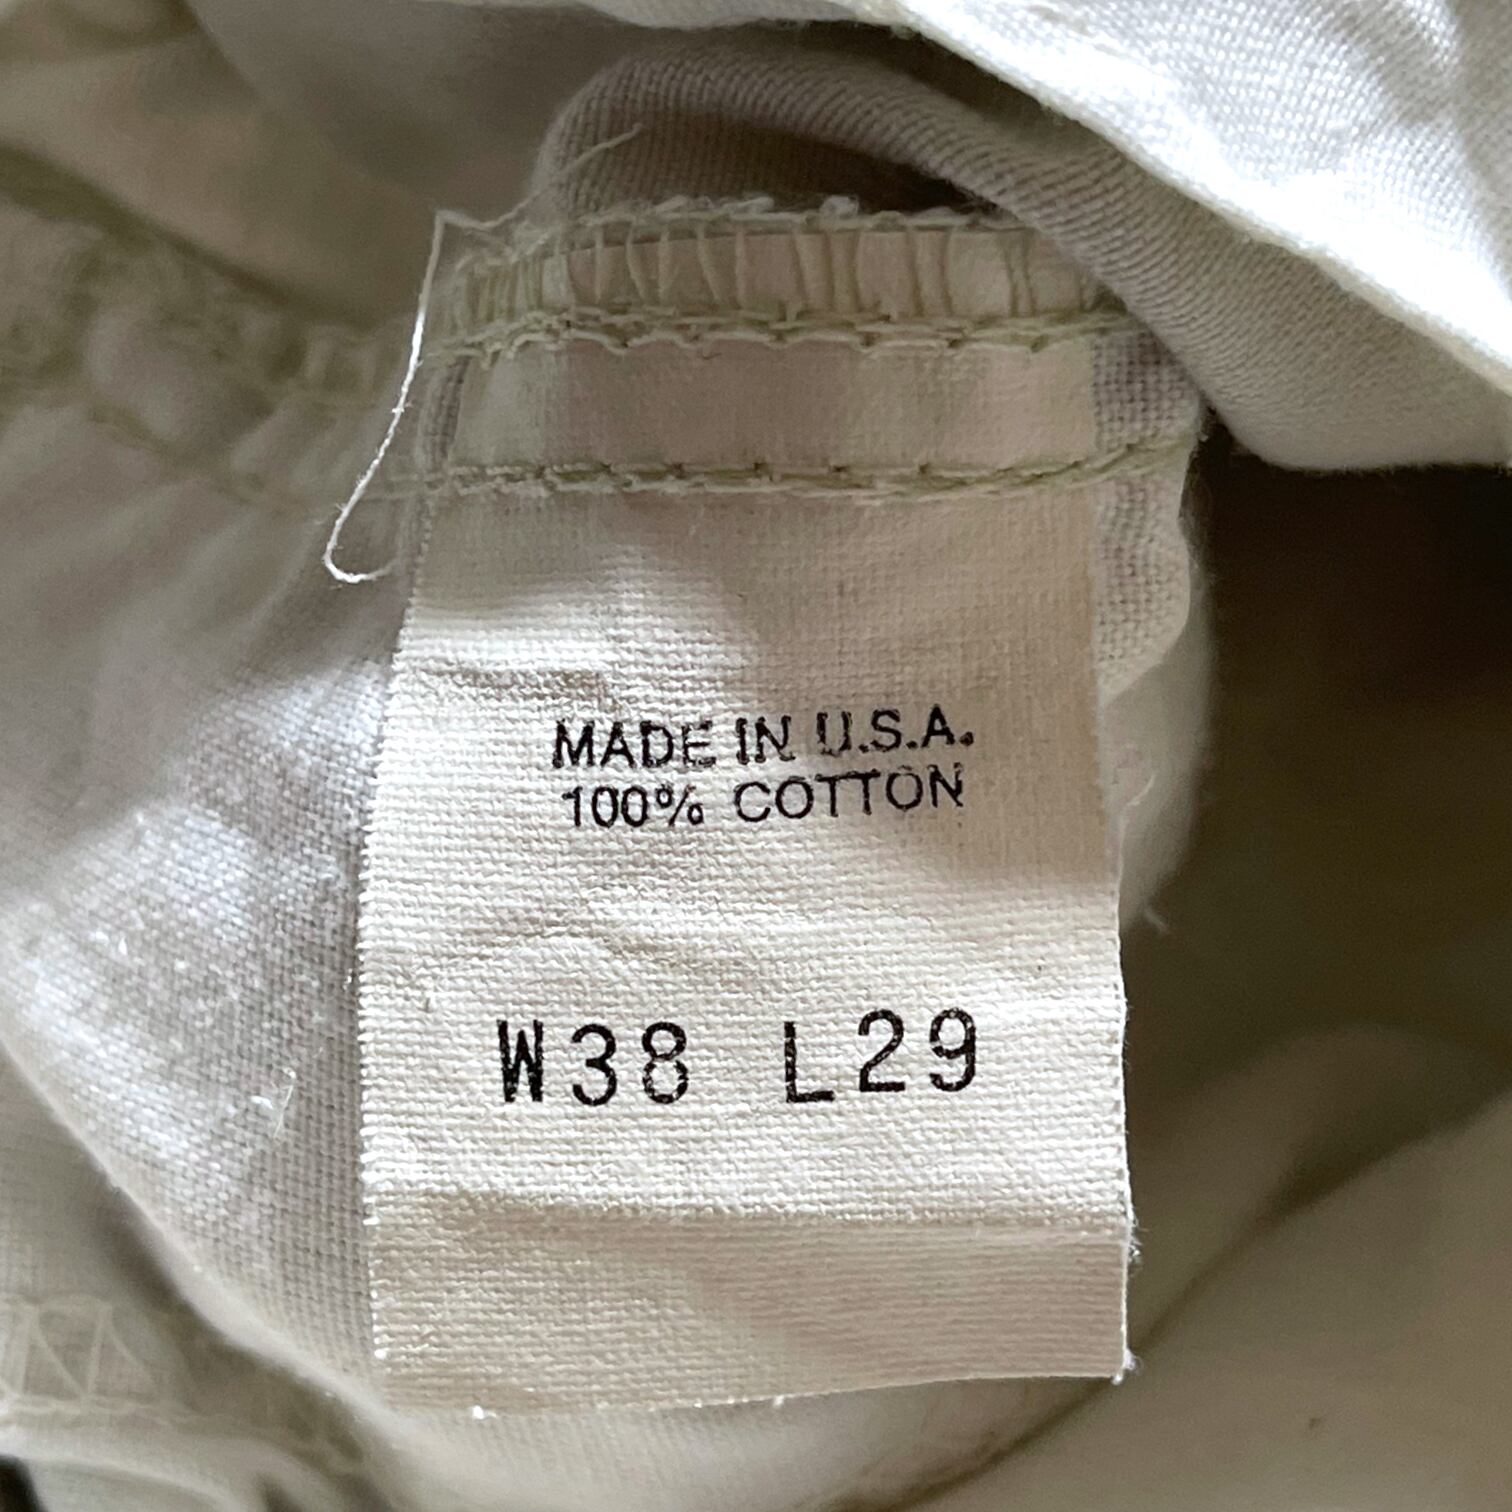 MADE IN U.S.A.
100% COTTON
W38 L29